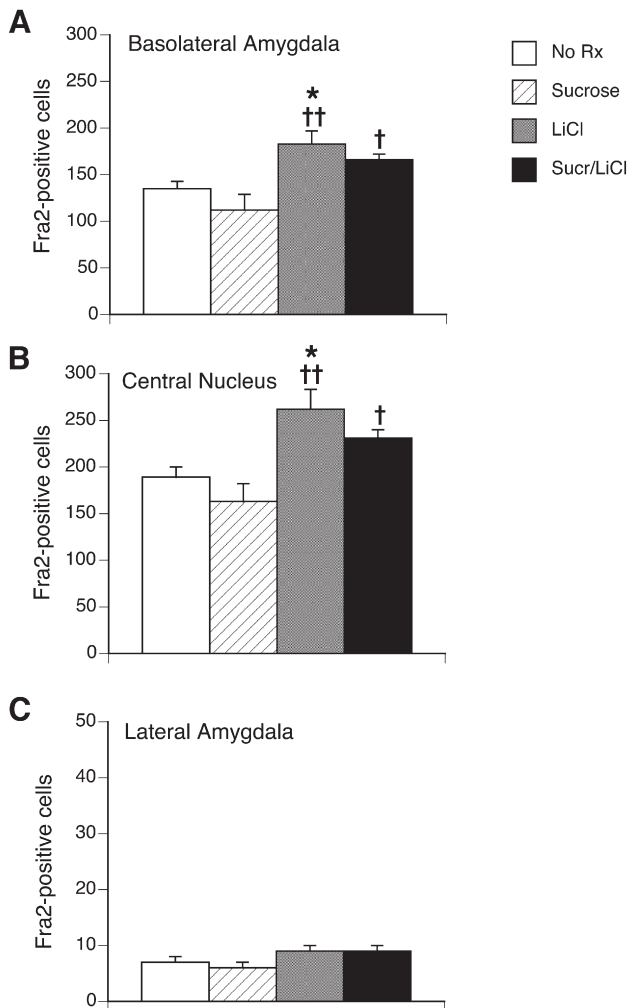 A
Basolateral Amygdala
Fra2-positive cells
300
250
200
150
100
50
0
*
††
†
No Rx
Sucrose
LiCl
Sucr/LiCl
B
Central Nucleus
Fra2-positive cells
300
250
200
150
100
50
0
*
††
†
C
Lateral Amygdala
Fra2-positive cells
50
40
30
20
10
0